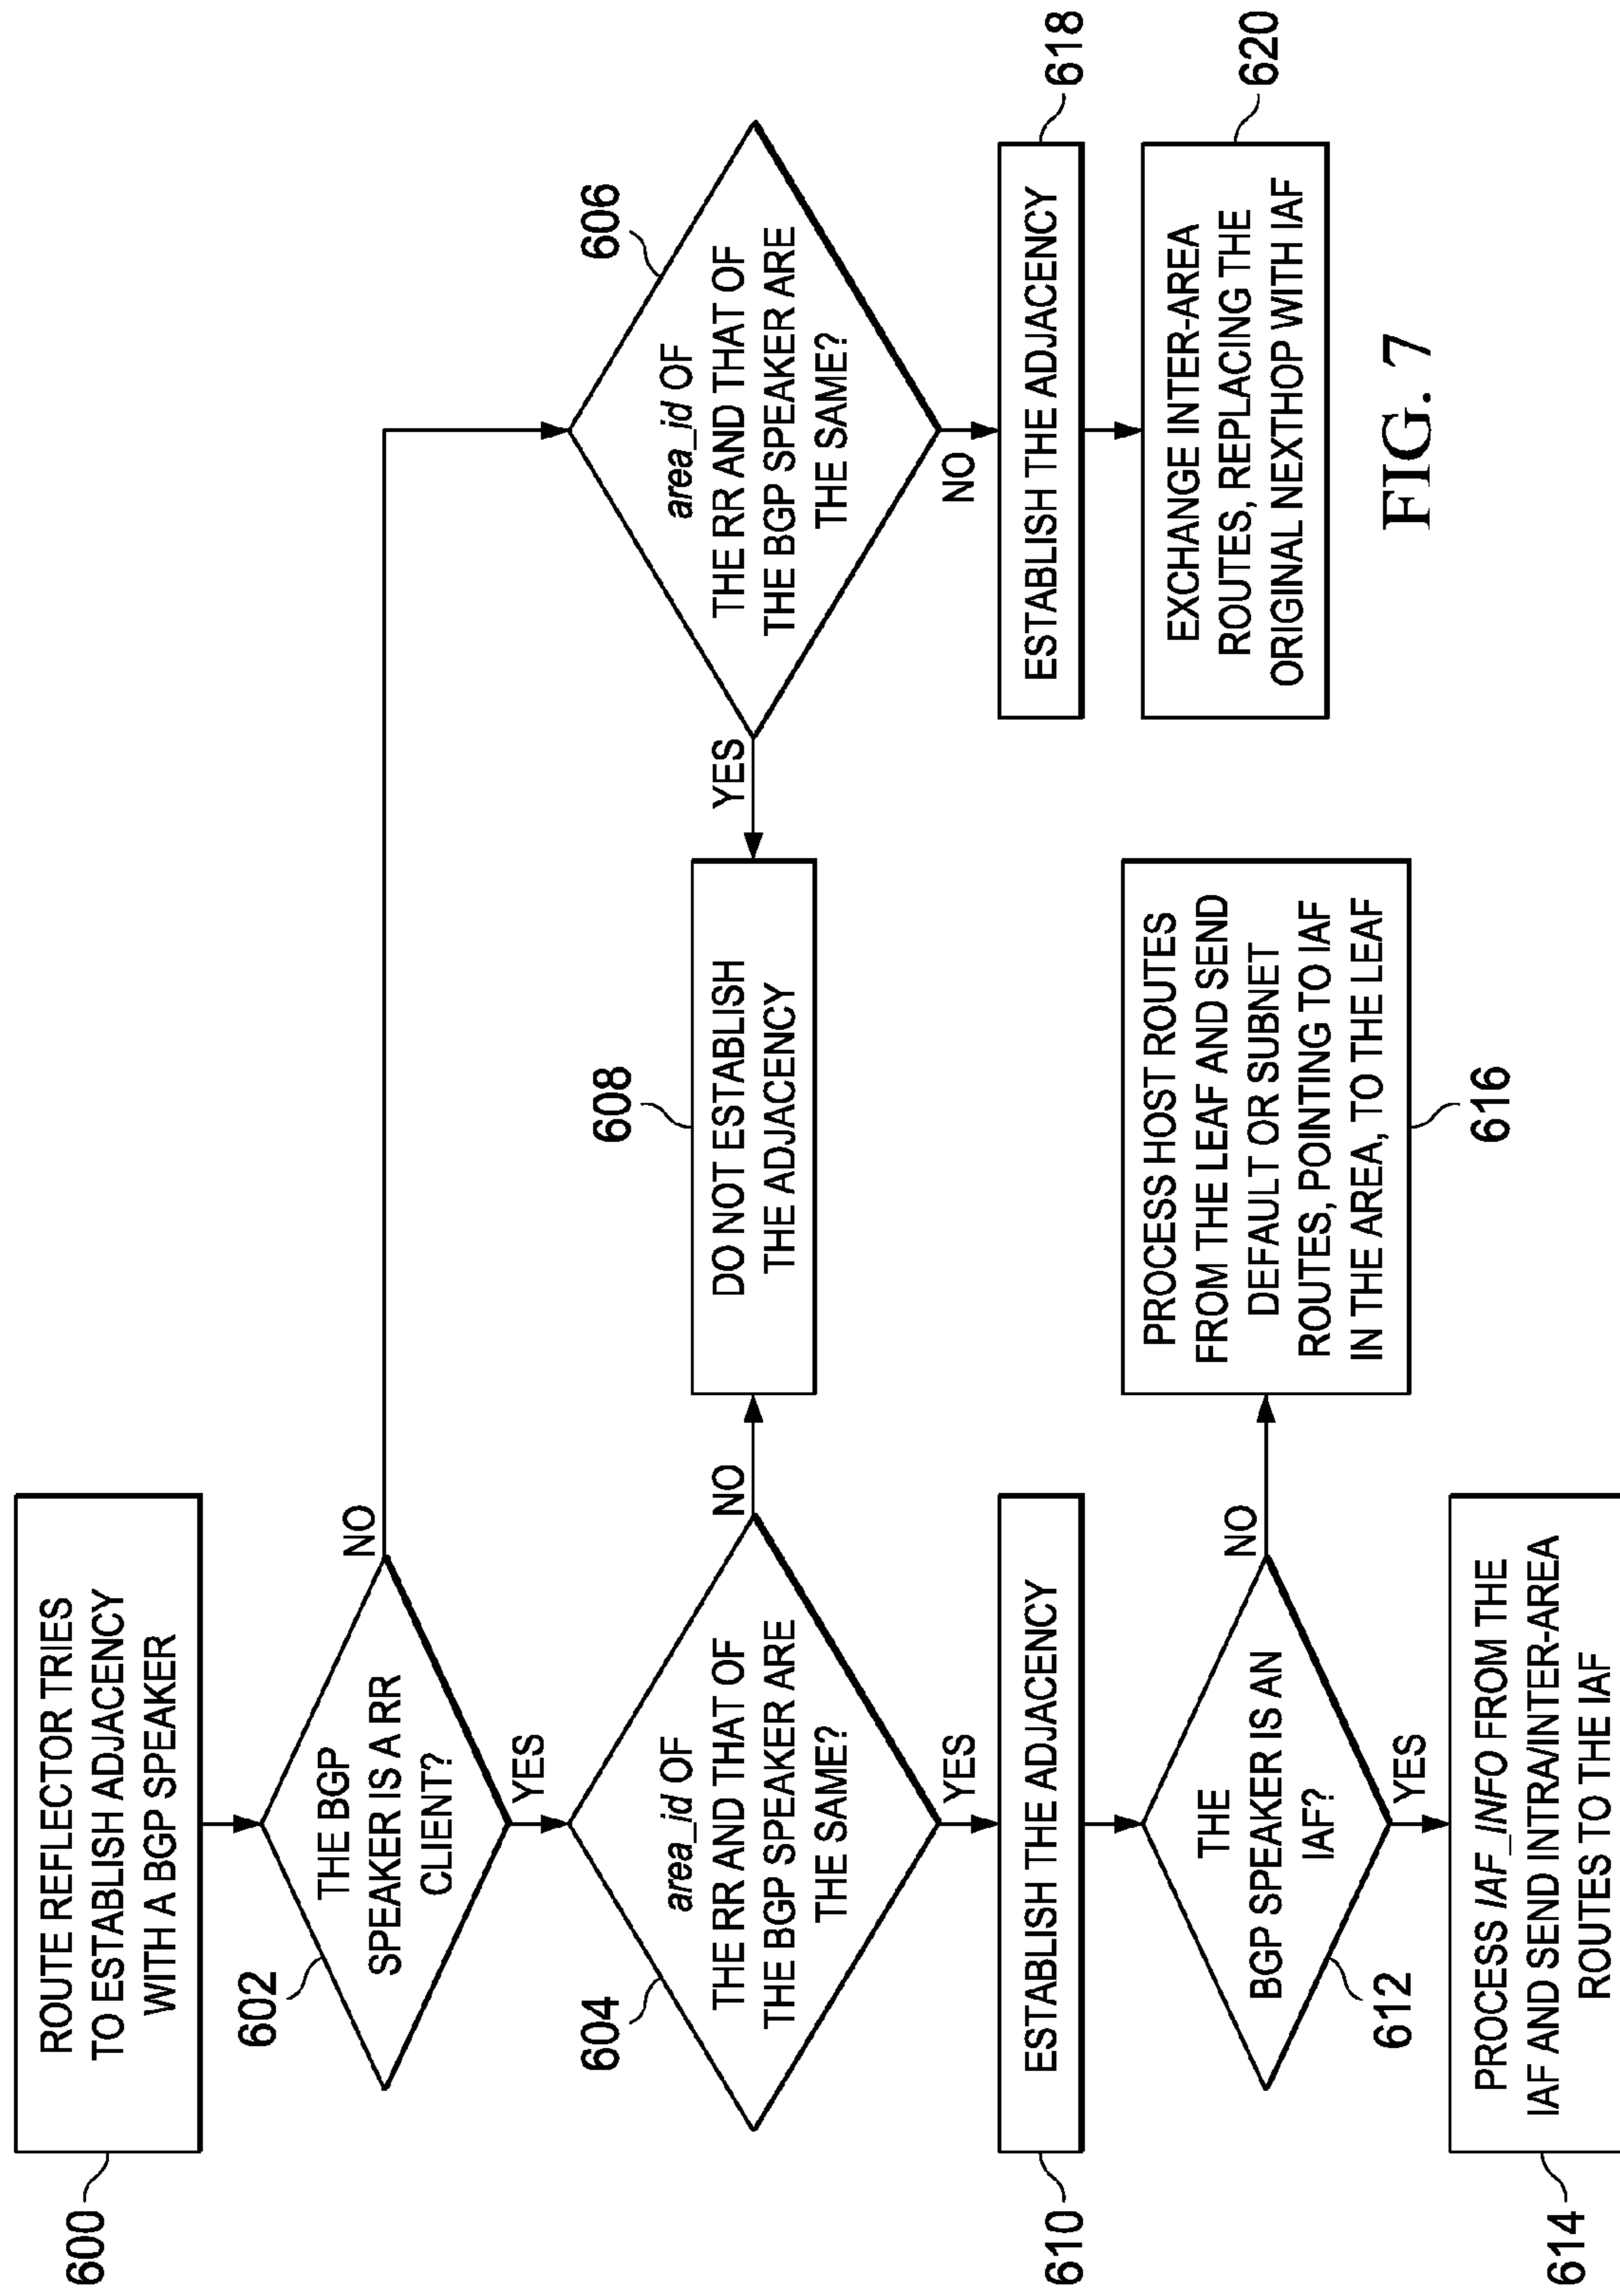 600
ROUTE REFLECTOR TRIES
TO ESTABLISH ADJACENCY
WITH A BGP SPEAKER
602
THE BGP
SPEAKER IS A RR
CLIENT?
NO
YES
604
area_id OF
THE RR AND THAT OF
THE BGP SPEAKER ARE
THE SAME?
NO
YES
608
DO NOT ESTABLISH
THE ADJACENCY
YES
606
area_id OF
THE RR AND THAT OF
THE BGP SPEAKER ARE
THE SAME?
NO
610
ESTABLISH THE ADJACENCY
ESTABLISH THE ADJACENCY
618
612
THE
BGP SPEAKER IS AN
IAF?
NO
YES
PROCESS HOST ROUTES
FROM THE LEAF AND SEND
DEFAULT OR SUBNET
ROUTES, POINTING TO IAF
IN THE AREA, TO THE LEAF
616
EXCHANGE INTER-AREA
ROUTES, REPLACING THE
ORIGINAL NEXTHOP WITH IAF
620
614
PROCESS IAF_INFO FROM THE
IAF AND SEND INTRA/INTER-AREA
ROUTES TO THE IAF
FIG. 7